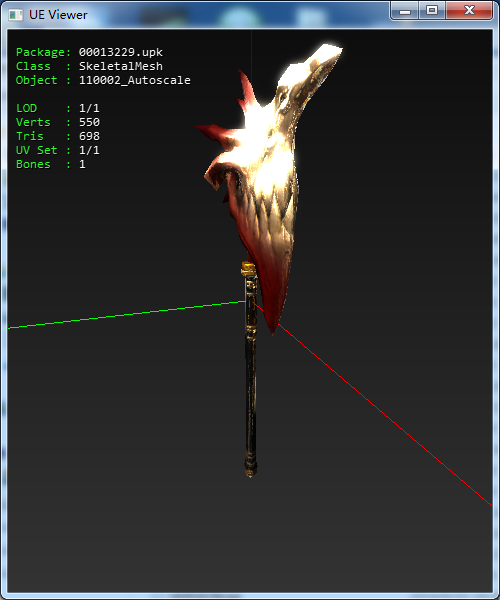 UE Viewer
Package: 00013229.upk
Class : SkeletalMesh
Object : 110002_Autoscale
LOD : 1/1
Verts : 550
Tris : 698
UV Set : 1/1
Bones : 1